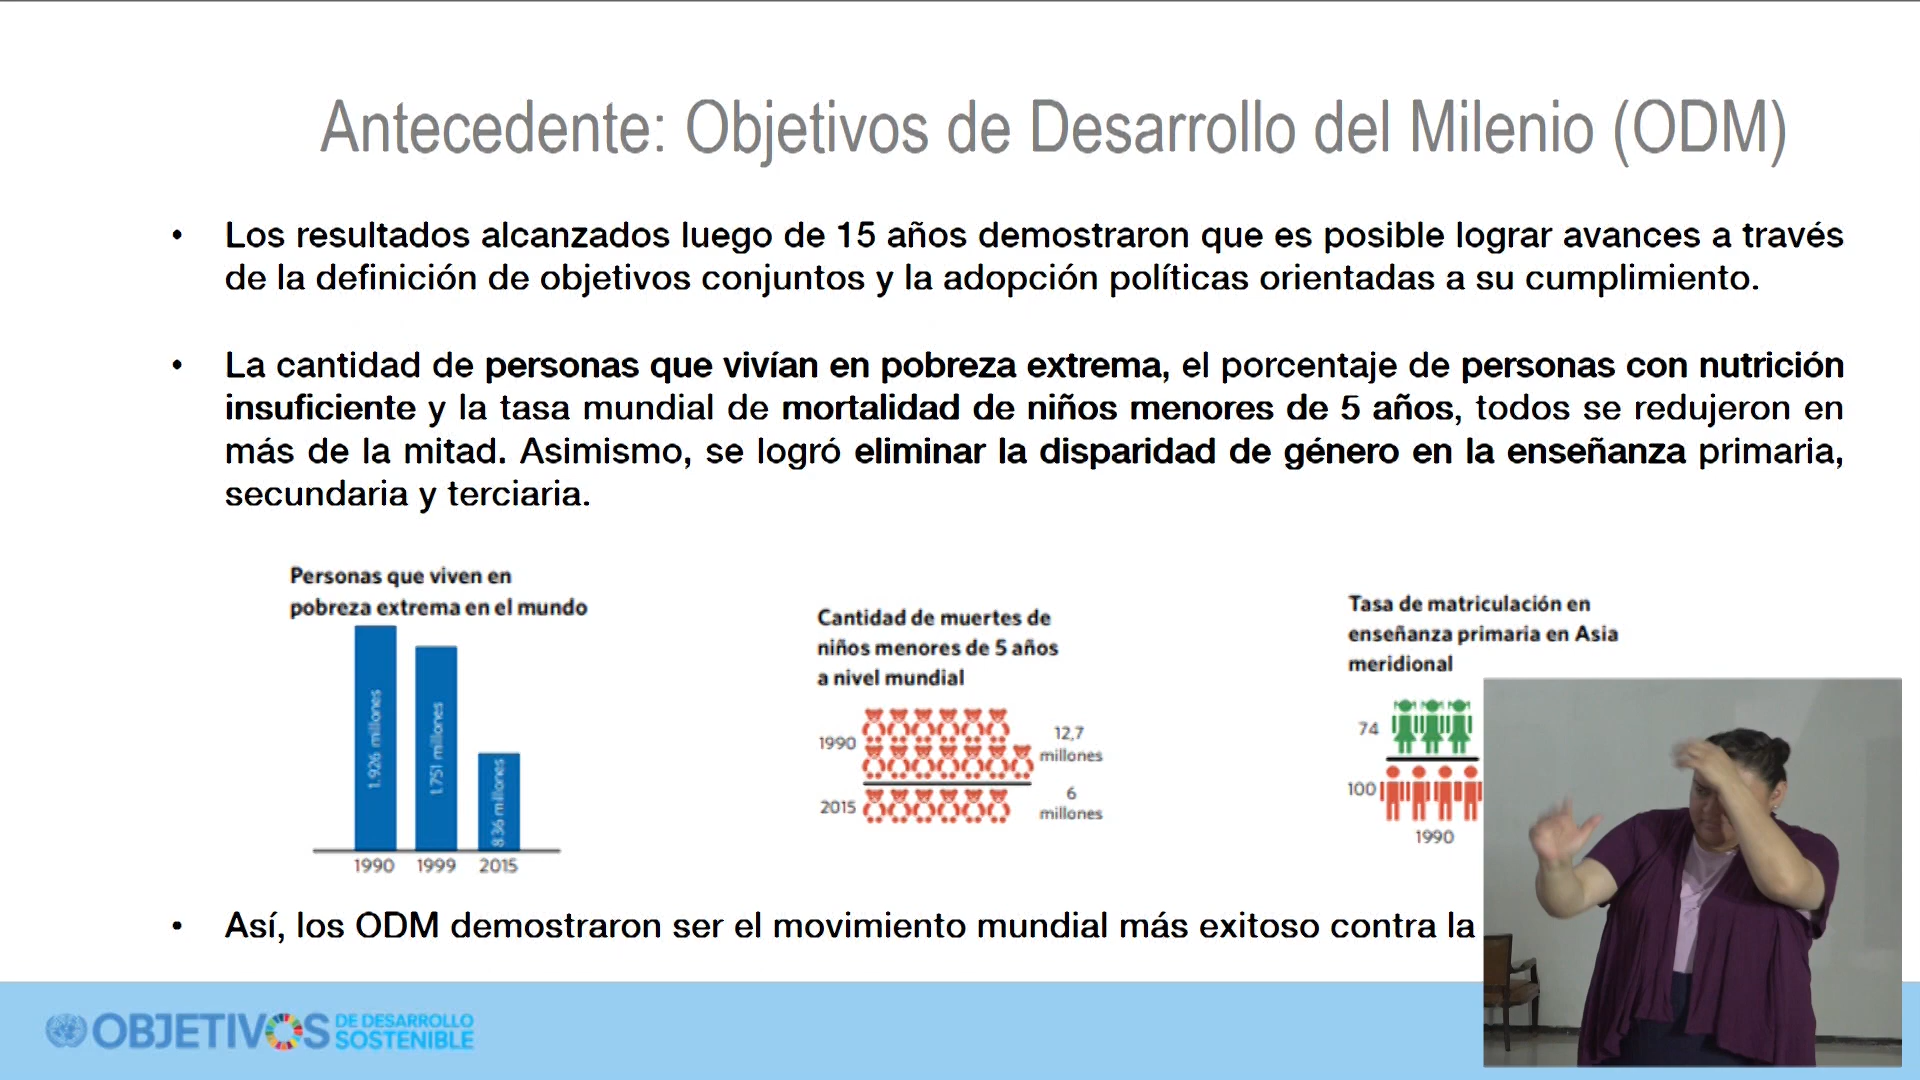 Antecedente: Objetivos de Desarrollo del Milenio (ODM)
• Los resultados alcanzados luego de 15 años demostraron que es posible lograr avances a través
de la definición de objetivos conjuntos y la adopción políticas orientadas a su cumplimiento.
• La cantidad de personas que vivían en pobreza extrema, el porcentaje de personas con nutrición
insuficiente y la tasa mundial de mortalidad de niños menores de 5 años, todos se redujeron en
más de la mitad. Asimismo, se logró eliminar la disparidad de género en la enseñanza primaria,
secundaria y terciaria.
Personas que viven en
pobreza extrema en el mundo
1.926 millones
1.751 millones
836 millones
1990 1999 2015
Cantidad de muertes de
niños menores de 5 años
a nivel mundial
1990
12,7
millones
2015
6
millones
Tasa de matriculación en
enseñanza primaria en Asia
meridional
74
100
1990
• Así, los ODM demostraron ser el movimiento mundial más exitoso contra la
OBJETIVOS
DE DESARROLLO
SOSTENIBLE